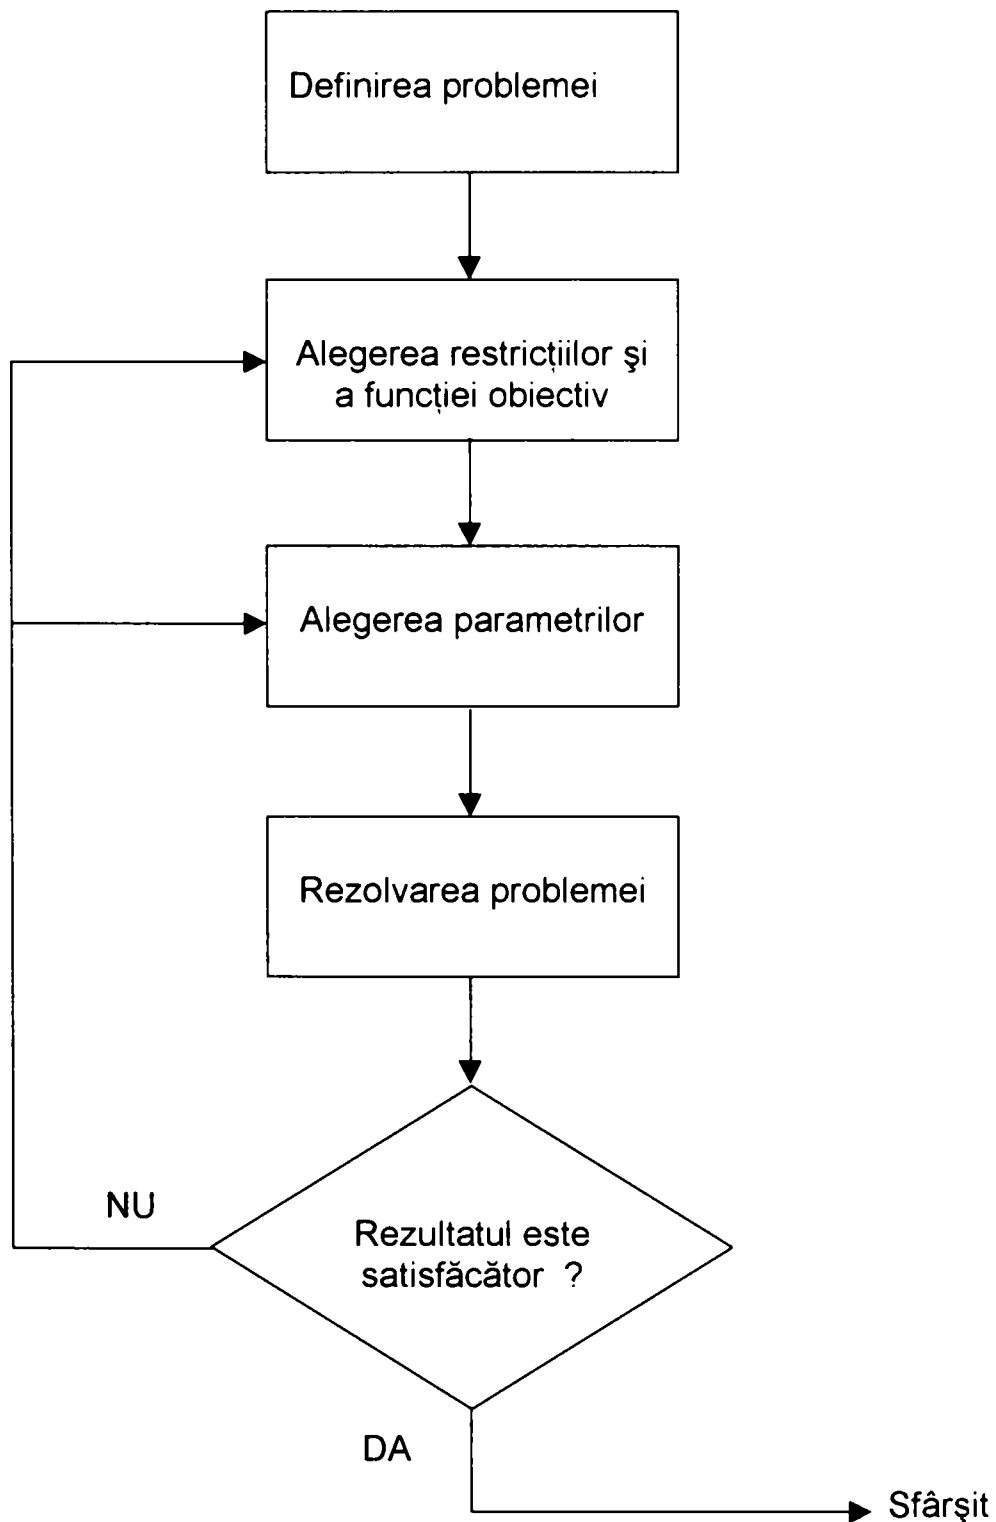 Definirea problemei
Alegerea restricţiilor şi
a funcţiei obiectiv
Alegerea parametrilor
Rezolvarea problemei
NU
Rezultatul este
satisfăcător ?
DA
Sfârşit